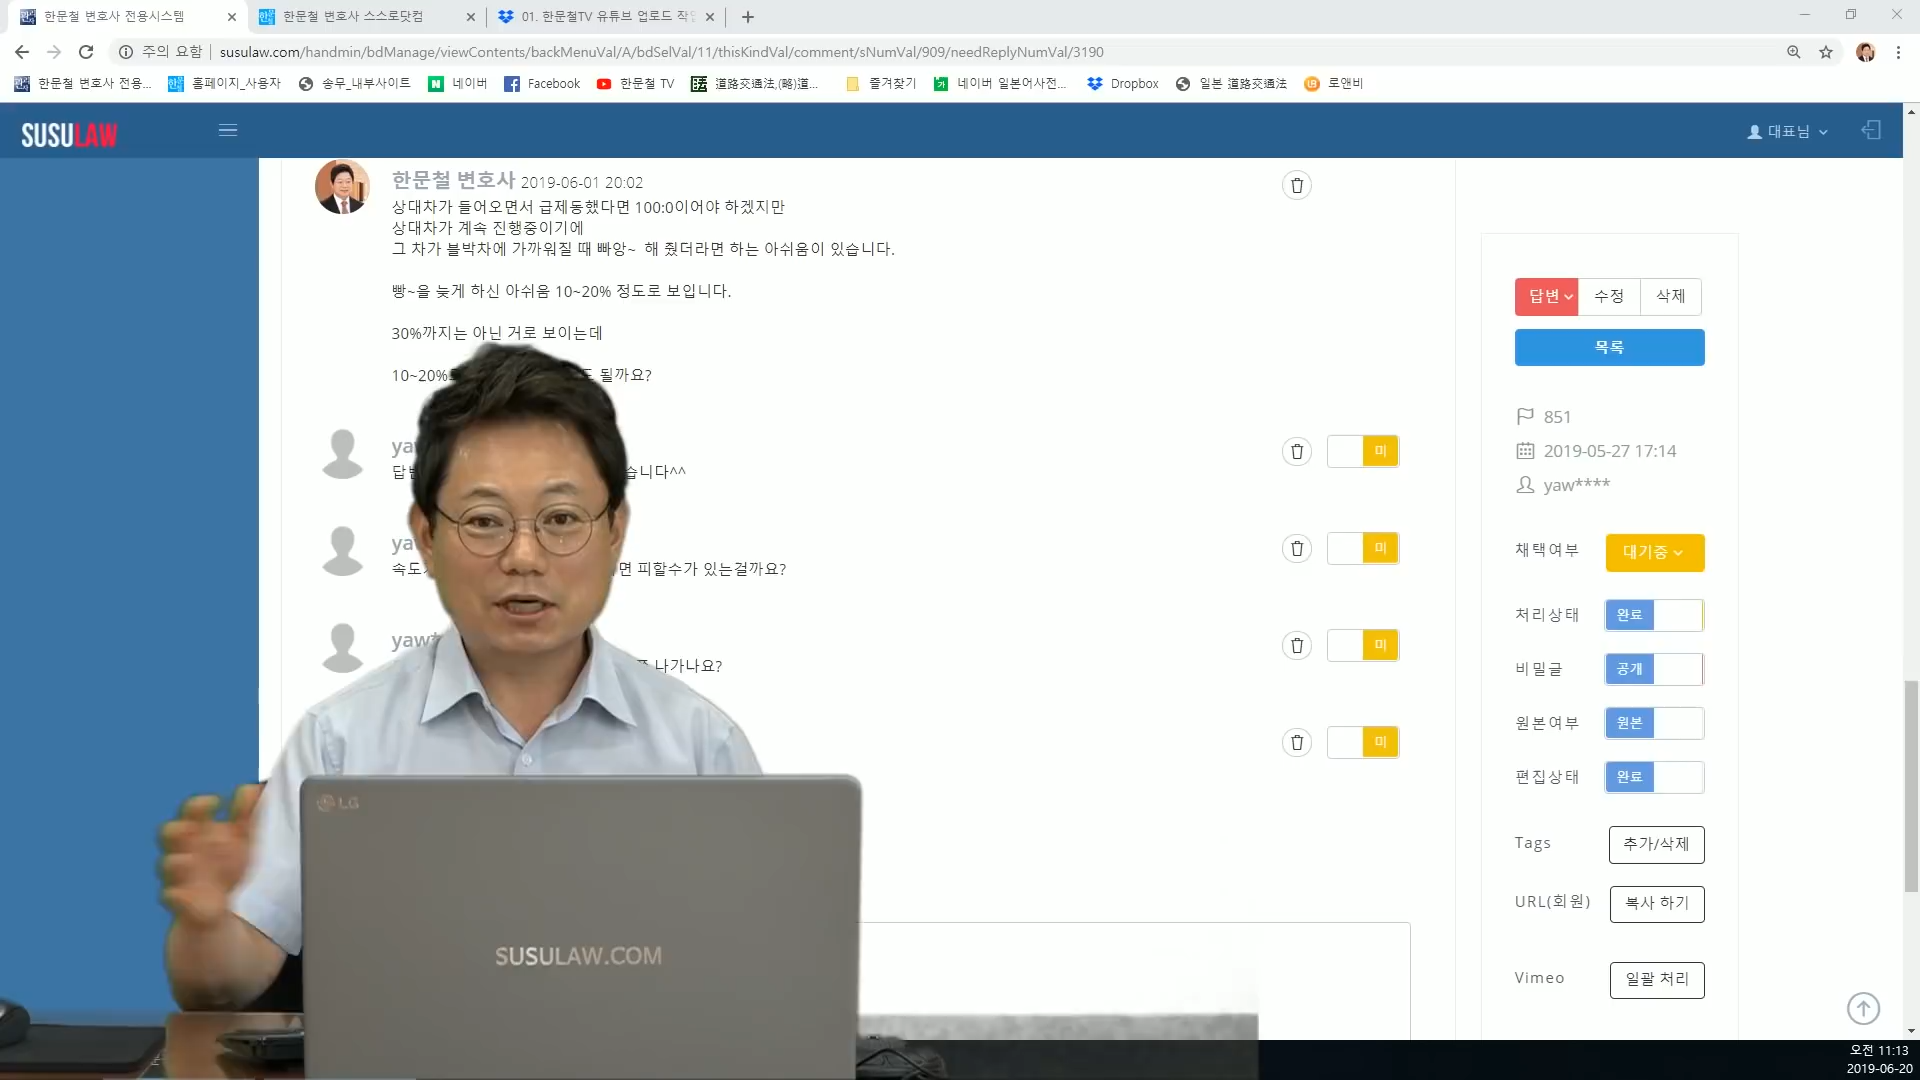 한문철 변호사 전용시스템
한문철 변호사 스스로닷컴
01. 한문철TV 유튜브 업로드 작
주의 요함
susulaw.com/handmin/bdManage/viewContents/backMenuVal/A/bdSelVal/11/thisKindVal/comment/sNumVal/909/needReplyNumVal/3190
한문철 변호사 전용...
홈페이지_사용자
송무_내부사이트
네이버
Facebook
한문철 TV
道路交通法,(略)道...
즐겨찾기
네이버 일본어사전...
Dropbox
일본 道路交通法
로앤비
SUSULAW
대표님
한문철 변호사 2019-06-01 20:02
상대차가 들어오면서 급제동했다면 100:0이어야 하겠지만
상대차가 계속 진행중이기에
그 차가 블박차에 가까워질 때 빠앙~ 해 줬더라면 하는 아쉬움이 있습니다.
빵~을 늦게 하신 아쉬움 10~20% 정도로 보입니다.
30%까지는 아닌 거로 보이는데
10~20% 될까요?
ya
답 습니다^^
미
ya
속도 면 피할수가 있는걸까요?
미
yaw
나가나요?
미
미
답변
수정
삭제
목록
851
2019-05-27 17:14
yaw****
채택여부
대기중
처리상태
완료
비밀글
공개
원본여부
원본
편집상태
완료
Tags
추가/삭제
URL(회원)
복사 하기
Vimeo
일괄 처리
LG
SUSULAW.COM
오전 11:13
2019-06-20